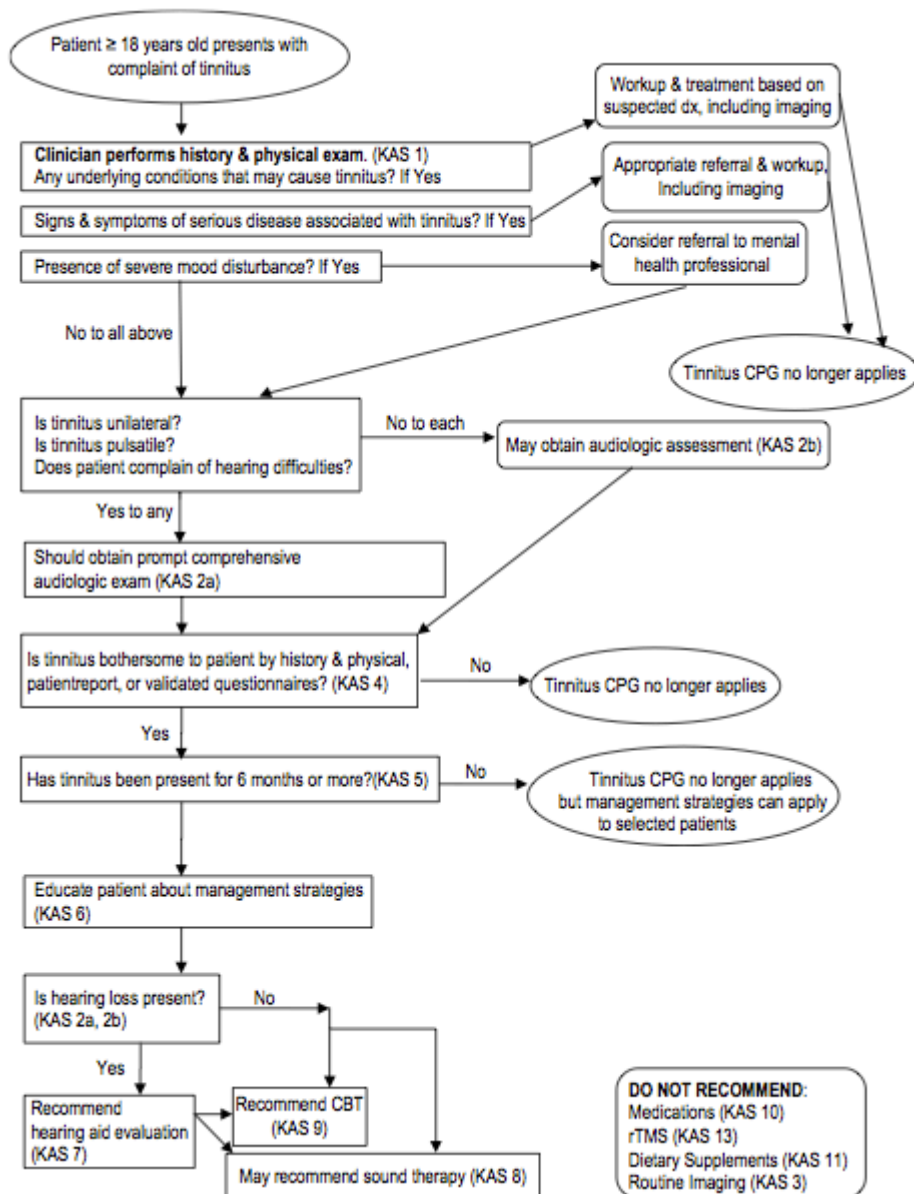 Patient ≥ 18 years old presents with
complaint of tinnitus
Workup & treatment based on
suspected dx, including imaging
Clinician performs history & physical exam. (KAS 1)
Any underlying conditions that may cause tinnitus? If Yes
Appropriate referral & workup,
Including imaging
Signs & symptoms of serious disease associated with tinnitus? If Yes
Consider referral to mental
health professional
Presence of severe mood disturbance? If Yes
No to all above
Tinnitus CPG no longer applies
Is tinnitus unilateral?
Is tinnitus pulsatile?
Does patient complain of hearing difficulties?
No to each
May obtain audiologic assessment (KAS 2b)
Yes to any
Should obtain prompt comprehensive
audiologic exam (KAS 2a)
Is tinnitus bothersome to patient by history & physical,
patientreport, or validated questionnaires? (KAS 4)
No
Tinnitus CPG no longer applies
Yes
Has tinnitus been present for 6 months or more?(KAS 5)
No
Tinnitus CPG no longer applies
but management strategies can apply
to selected patients
Educate patient about management strategies
(KAS 6)
Is hearing loss present?
(KAS 2a, 2b)
No
Yes
Recommend
hearing aid evaluation
(KAS 7)
Recommend CBT
(KAS 9)
May recommend sound therapy (KAS 8)
DO NOT RECOMMEND:
Medications (KAS 10)
rTMS (KAS 13)
Dietary Supplements (KAS 11)
Routine Imaging (KAS 3)